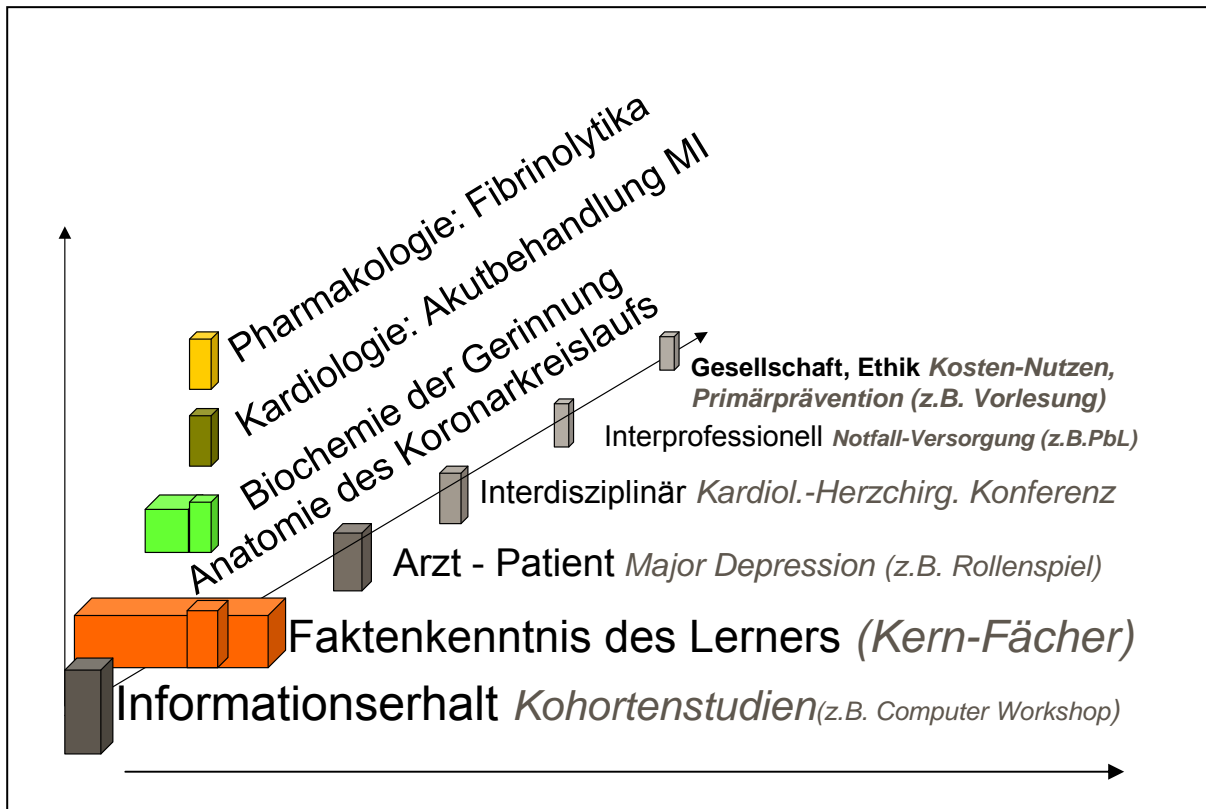 Pharmakologie: Fibrinolytika
Kardiologie: Akutbehandlung MI
Biochemie der Gerinnung
Anatomie des Koronarkreislaufs
Gesellschaft, Ethik Kosten-Nutzen,
Primärprävention (z.B. Vorlesung)
Interprofessionell Notfall-Versorgung (z.B.PbL)
Interdisziplinär Kardiol.-Herzchirg. Konferenz
Arzt - Patient Major Depression (z.B. Rollenspiel)
Faktenkenntnis des Lerners (Kern-Fächer)
Informationserhalt Kohortenstudien(z.B. Computer Workshop)